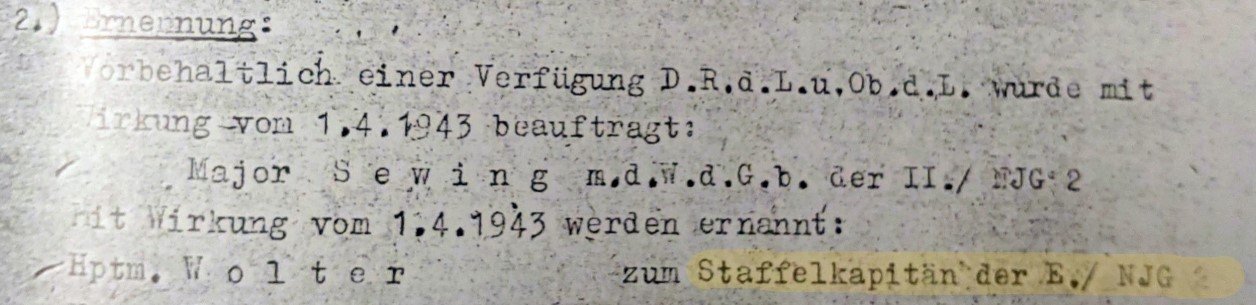 2.) Ernennung:
Vorbehaltlich einer Verfügung D.R.d.L.u.Ob.d.L. wurde mit
Wirkung vom 1.4.1943 beauftragt:
Major S e w i n g m.d.W.d.G.b. der II./ NJG 2
Mit Wirkung vom 1.4.1943 werden ernannt:
Hptm. W o l t e r zum Staffelkapitän der E./ NJG 2